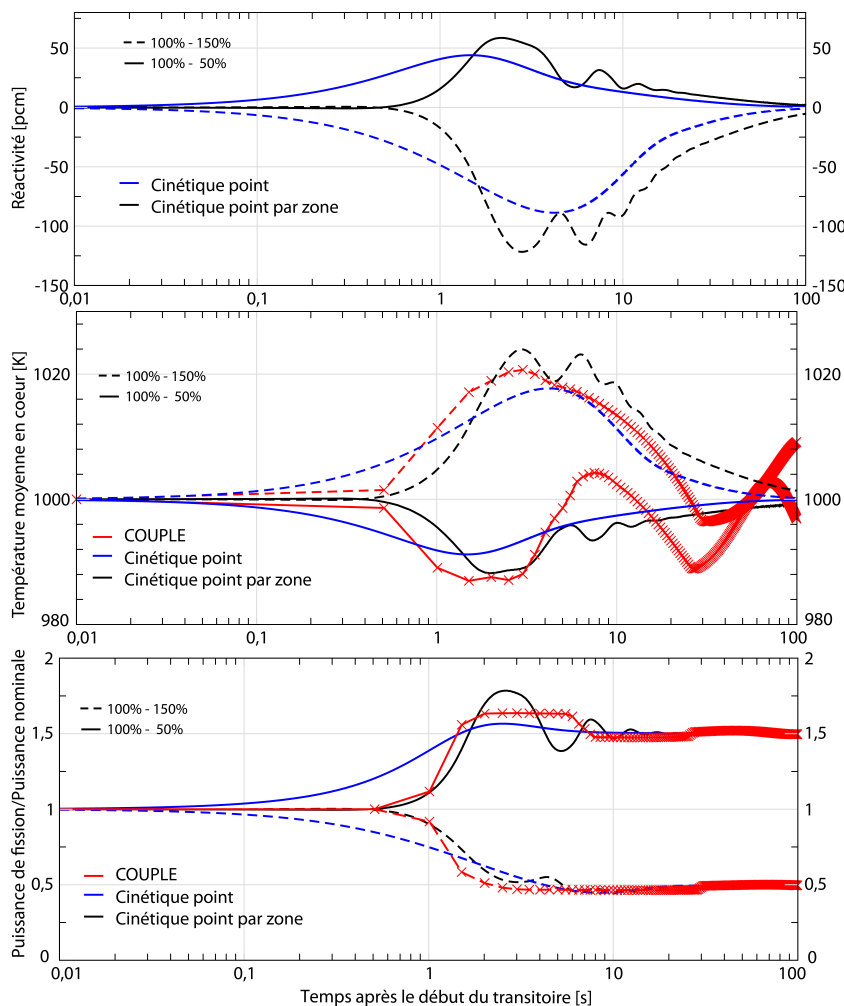 50
50
100% - 150%
100% - 50%
0
0
Réactivité [pcm]
-50
-50
Cinétique point
Cinétique point par zone
-100
-100
-150
-150
0,01
0,1
1
10
100
1020
1020
100% - 150%
100% - 50%
Température moyenne en coeur [K]
1000
1000
COUPLE
Cinétique point
Cinétique point par zone
980
980
0,01
0,1
1
10
100
2
2
100% - 150%
100% - 50%
1,5
1,5
Puissance de fission/Puissance nominale
1
1
COUPLE
Cinétique point
Cinétique point par zone
0,5
0,5
0
0
0,01
0,1
1
10
100
Temps après le début du transitoire [s]